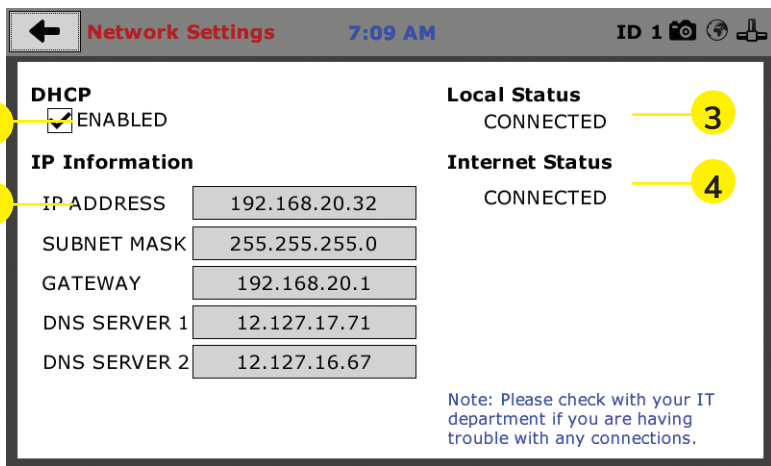 Network Settings 7:09 AM ID 1
DHCP
ENABLED
Local Status
CONNECTED
3
IP Information
Internet Status
CONNECTED
4
IP ADDRESS 192.168.20.32
SUBNET MASK 255.255.255.0
GATEWAY 192.168.20.1
DNS SERVER 1 12.127.17.71
DNS SERVER 2 12.127.16.67
Note: Please check with your IT
department if you are having
trouble with any connections.